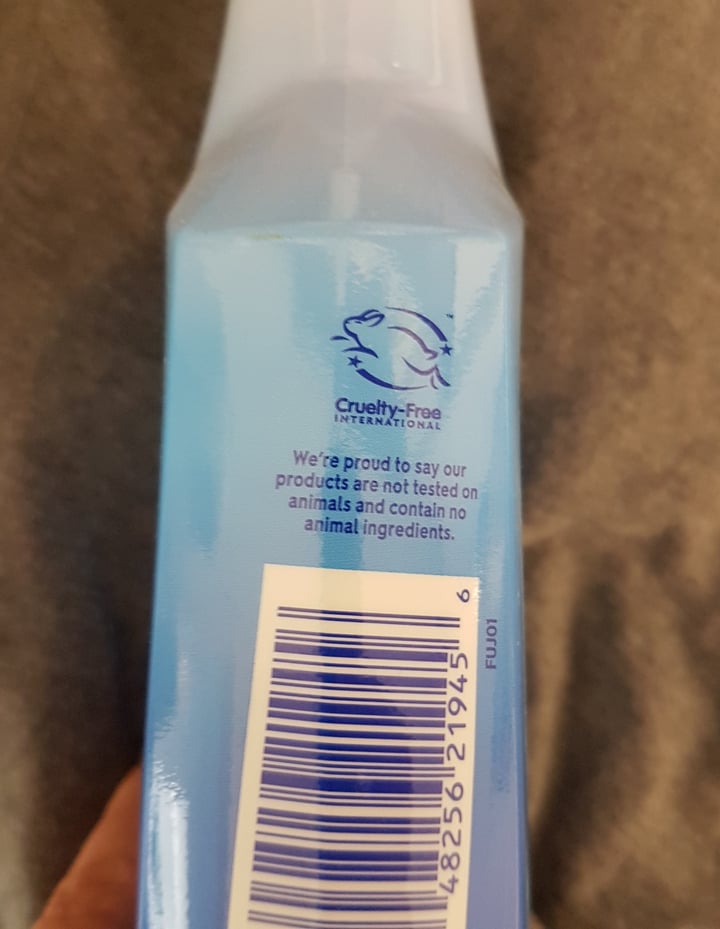 Cruelty-Free
INTERNATIONAL
We're proud to say our
products are not tested on
animals and contain no
animal ingredients.
48256 21945 6
FUJ01